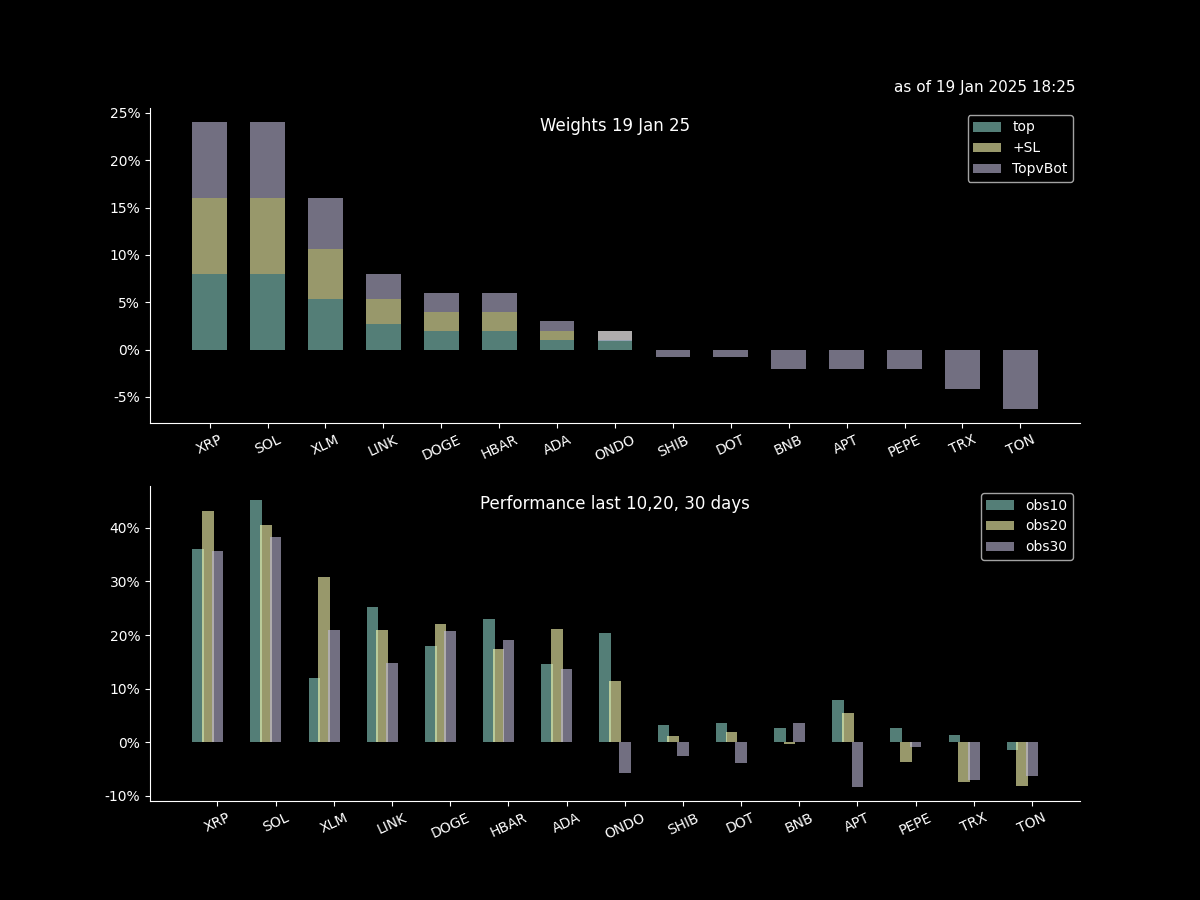 as of 19 Jan 2025 18:25
Weights 19 Jan 25
top
+SL
TopvBot
25%
20%
15%
10%
5%
0%
-5%
XRP SOL XLM LINK DOGE HBAR ADA ONDO SHIB DOT BNB APT PEPE TRX TON
Performance last 10,20, 30 days
obs10
obs20
obs30
40%
30%
20%
10%
0%
-10%
XRP SOL XLM LINK DOGE HBAR ADA ONDO SHIB DOT BNB APT PEPE TRX TON